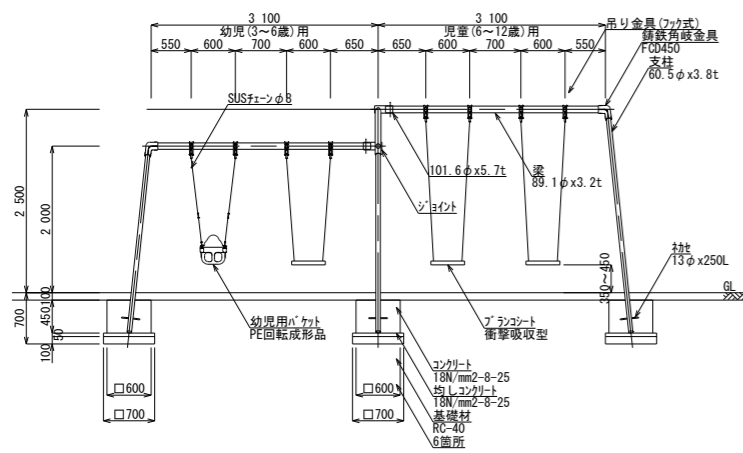 3 100
3 100
幼児(3～6歳)用
児童(6～12歳)用
550
600
700
600
650
650
600
700
600
550
吊り金具(フック式)
鋳鉄角岐金具
FCD450
支柱
60.5φx3.8t
SUSチェーンφ8
101.6φx5.7t
梁
89.1φx3.2t
ジョイント
2 500
2 000
ネカセ
13φx250L
350～450
GL
100
700
450
50
100
幼児用バケット
PE回転成形品
ブランコシート
衝撃吸収型
コンクリート
18N/mm2-8-25
均しコンクリート
18N/mm2-8-25
基礎材
RC-40
6箇所
□600
□700
□600
□700